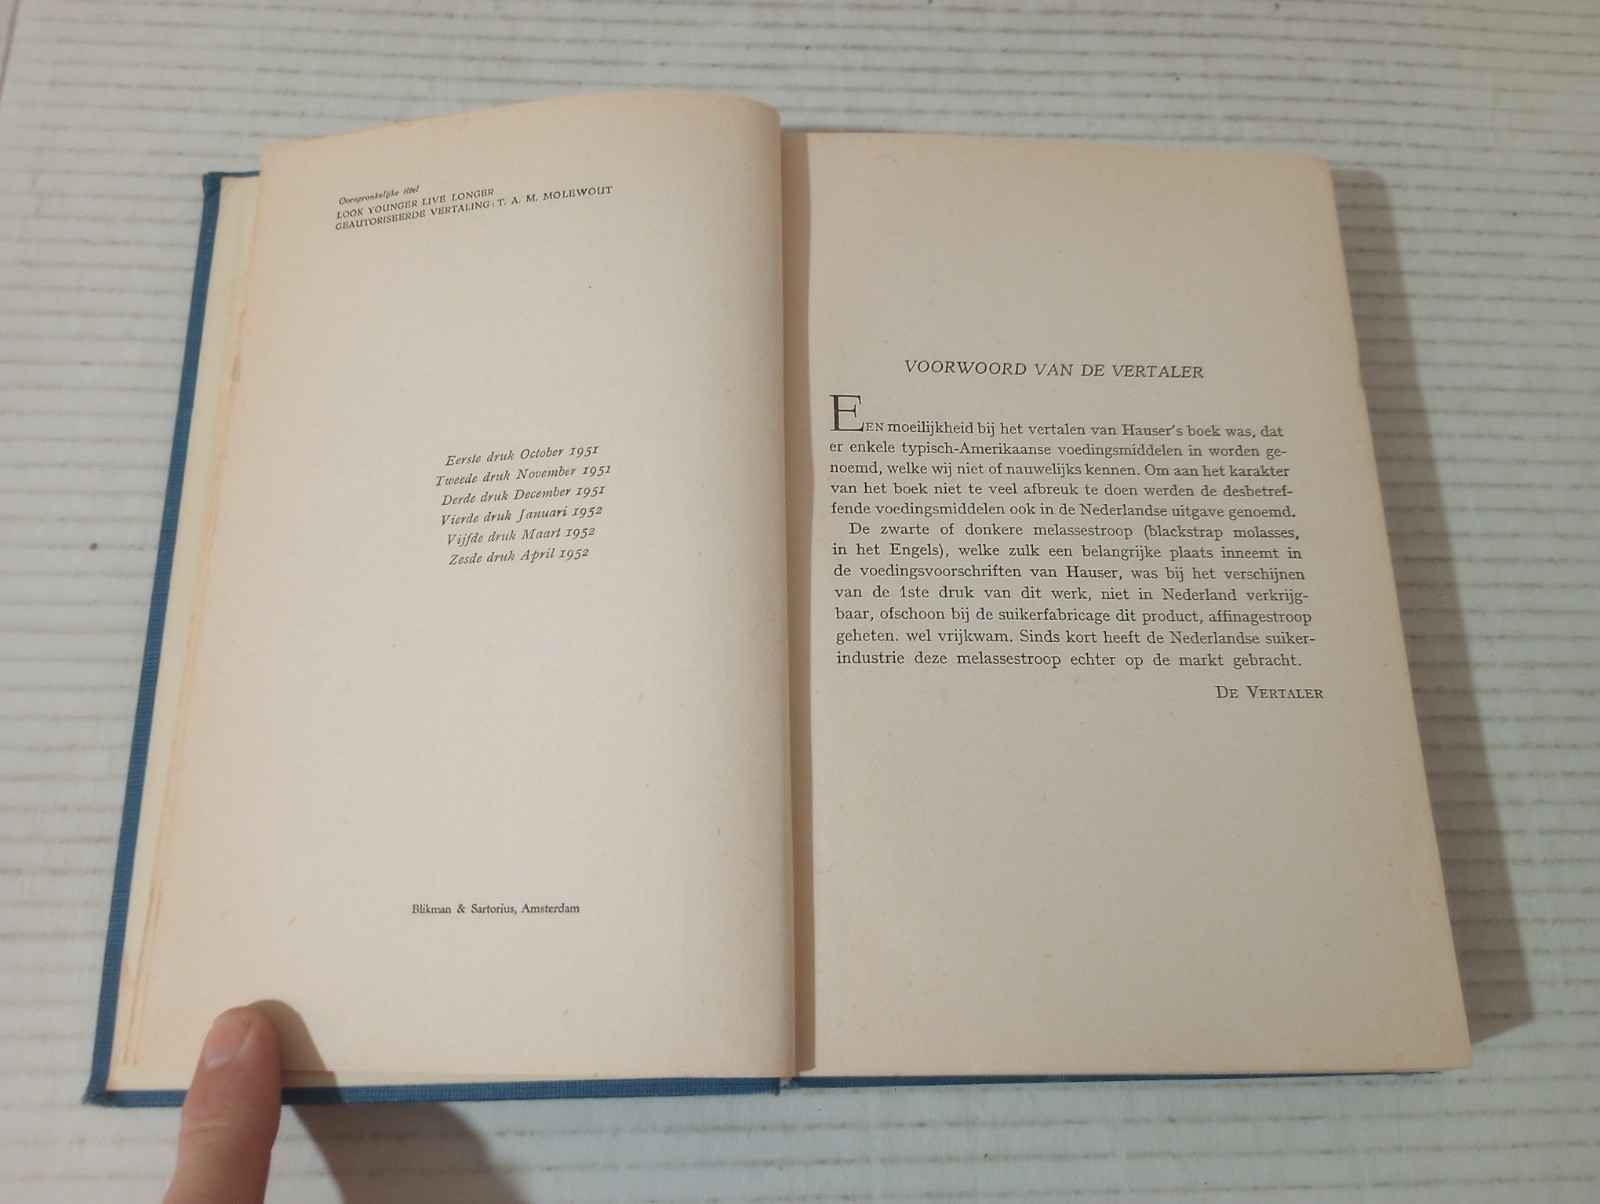 Oorspronkelijke titel
LOOK YOUNGER LIVE LONGER
GEAUTORISEERDE VERTALING: T. A. M. MOLEWOUT
Eerste druk October 1951
Tweede druk November 1951
Derde druk December 1951
Vierde druk Januari 1952
Vijfde druk Maart 1952
Zesde druk April 1952
Blikman & Sartorius, Amsterdam
VOORWOORD VAN DE VERTALER
EEN moeilijkheid bij het vertalen van Hauser's boek was, dat
er enkele typisch-Amerikaanse voedingsmiddelen in worden ge-
noemd, welke wij niet of nauwelijks kennen. Om aan het karakter
van het boek niet te veel afbreuk te doen werden de desbetref-
fende voedingsmiddelen ook in de Nederlandse uitgave genoemd.
De zwarte of donkere melassestroop (blackstrap molasses,
in het Engels), welke zulk een belangrijke plaats inneemt in
de voedingsvoorschriften van Hauser, was bij het verschijnen
van de 1ste druk van dit werk, niet in Nederland verkrijg-
baar, ofschoon bij de suikerfabricage dit product, affinagestroop
geheten. wel vrijkwam. Sinds kort heeft de Nederlandse suiker-
industrie deze melassestroop echter op de markt gebracht.
DE VERTALER